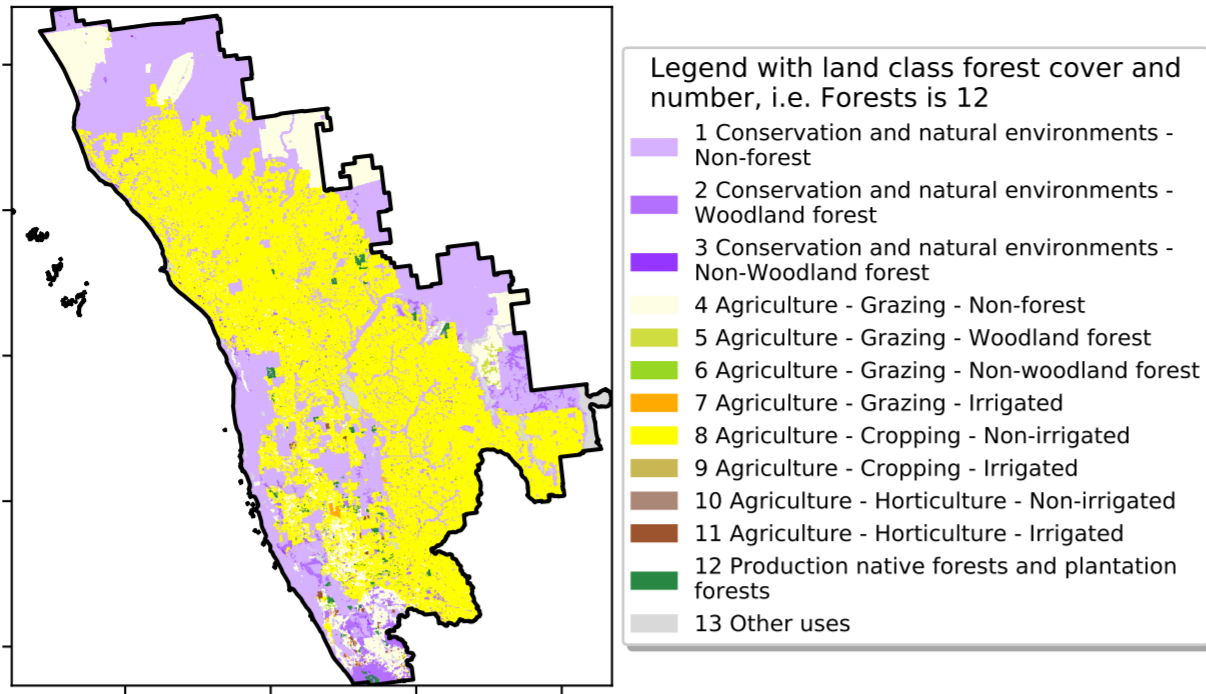 Legend with land class forest cover and
number, i.e. Forests is 12
1 Conservation and natural environments -
Non-forest
2 Conservation and natural environments -
Woodland forest
3 Conservation and natural environments -
Non-Woodland forest
4 Agriculture - Grazing - Non-forest
5 Agriculture - Grazing - Woodland forest
6 Agriculture - Grazing - Non-woodland forest
7 Agriculture - Grazing - Irrigated
8 Agriculture - Cropping - Non-irrigated
9 Agriculture - Cropping - Irrigated
10 Agriculture - Horticulture - Non-irrigated
11 Agriculture - Horticulture - Irrigated
12 Production native forests and plantation
forests
13 Other uses